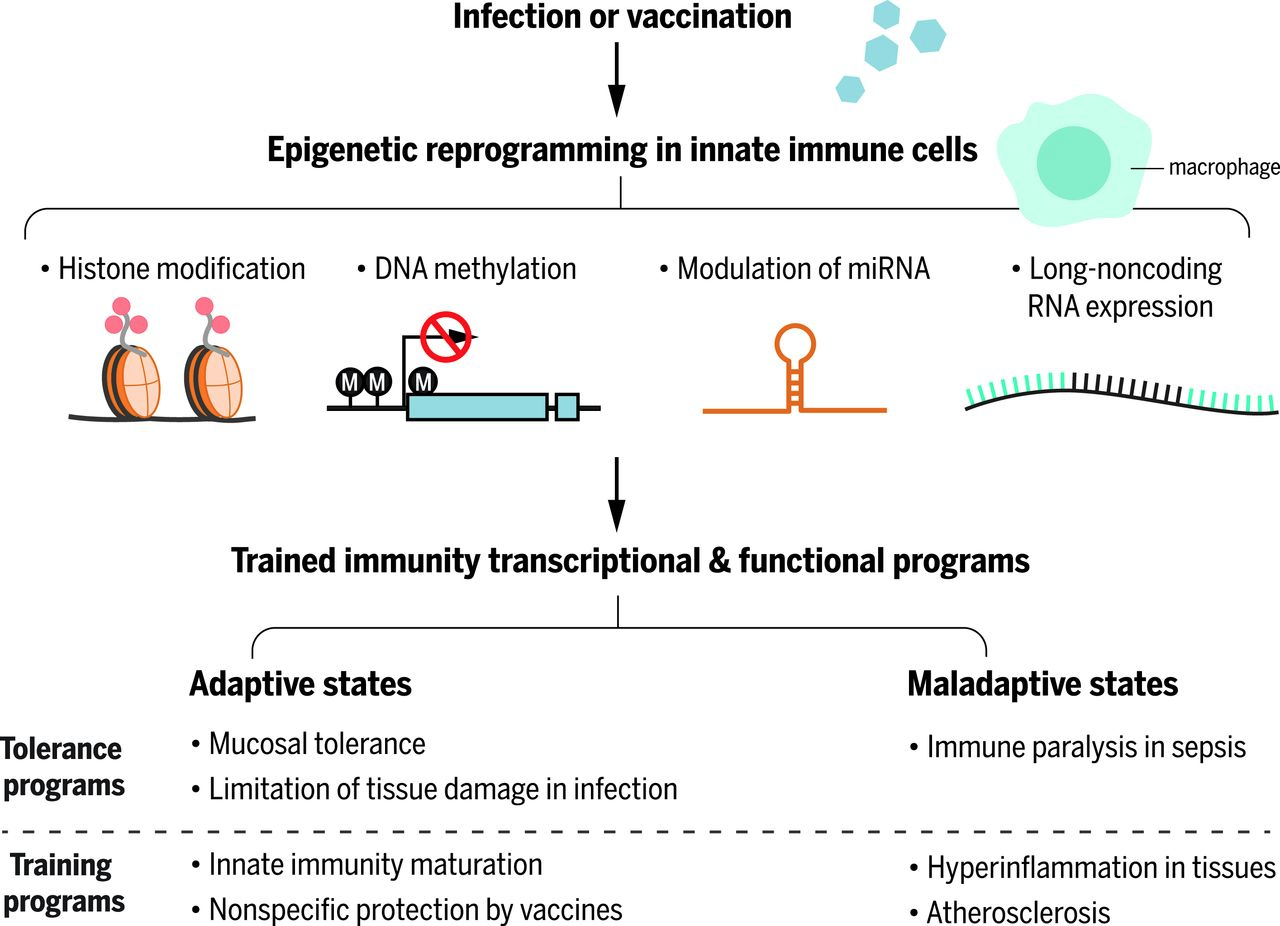 Infection or vaccination
Epigenetic reprogramming in innate immune cells
macrophage
• Histone modification
• DNA methylation
• Modulation of miRNA
• Long-noncoding
RNA expression
M M M
Trained immunity transcriptional & functional programs
Adaptive states
Maladaptive states
Tolerance
programs
• Mucosal tolerance
• Limitation of tissue damage in infection
• Immune paralysis in sepsis
Training
programs
• Innate immunity maturation
• Nonspecific protection by vaccines
• Hyperinflammation in tissues
• Atherosclerosis